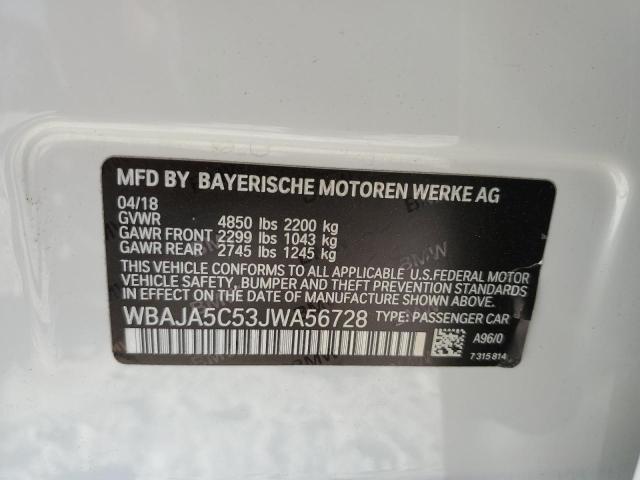 MFD BY BAYERISCHE MOTOREN WERKE AG
04/18
GVWR 4850 lbs 2200 kg
GAWR FRONT 2299 lbs 1043 kg
GAWR REAR 2745 lbs 1245 kg
THIS VEHICLE CONFORMS TO ALL APPLICABLE U.S.FEDERAL MOTOR
VEHICLE SAFETY, BUMPER, AND THEFT PREVENTION STANDARDS
IN EFFECT ON THE DATE OF MANUFACTURE SHOWN ABOVE.
WBAJA5C53JWA56728 TYPE: PASSENGER CAR
A96/0
7 315 814